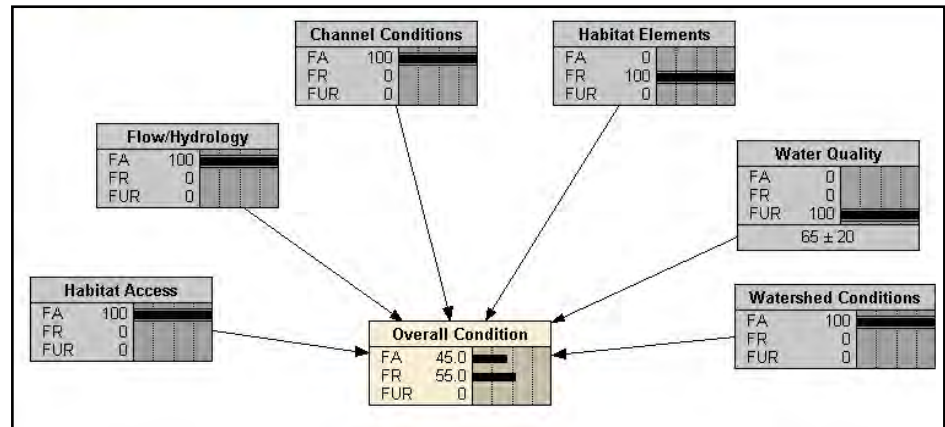 Channel Conditions
FA 100
FR 0
FUR 0
Habitat Elements
FA 0
FR 100
FUR 0
Flow/Hydrology
FA 100
FR 0
FUR 0
Water Quality
FA 0
FR 0
FUR 100
65 ± 20
Habitat Access
FA 100
FR 0
FUR 0
Overall Condition
FA 45.0
FR 55.0
FUR 0
Watershed Conditions
FA 100
FR 0
FUR 0